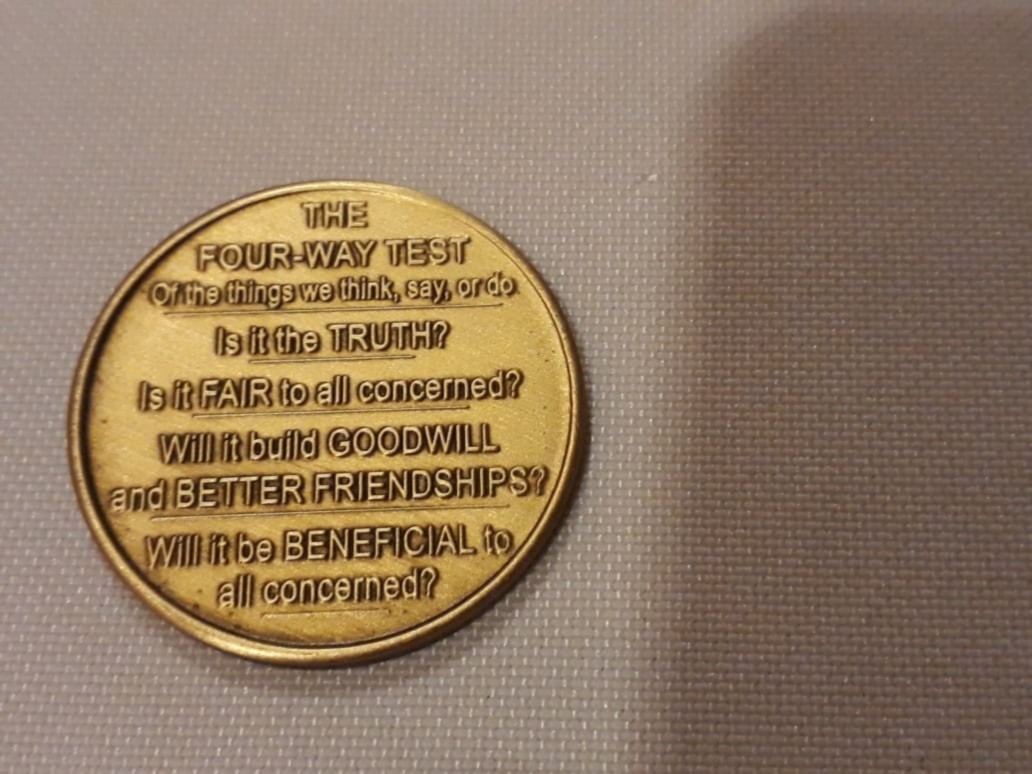 THE
FOUR-WAY TEST
Of the things we think, say, or do
Is it the TRUTH?
Is it FAIR to all concerned?
Will it build GOODWILL
and BETTER FRIENDSHIPS?
Will it be BENEFICIAL to
all concerned?